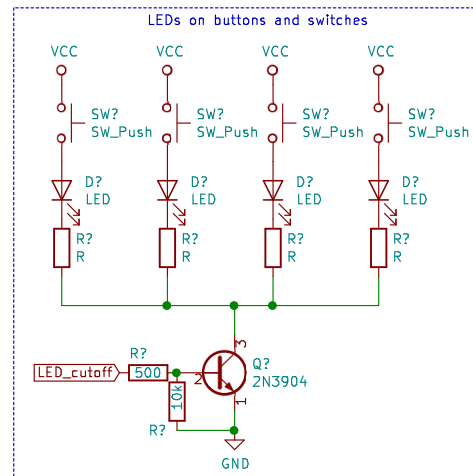 LEDs on buttons and switches
VCC VCC VCC VCC
SW? SW? SW? SW?
SW_Push SW_Push SW_Push SW_Push
D? D? D? D?
LED LED LED LED
R? R? R? R?
R R R R
3
R?
Q?
LED_cutoff 500 2 2N3904
10k
1
R?
GND